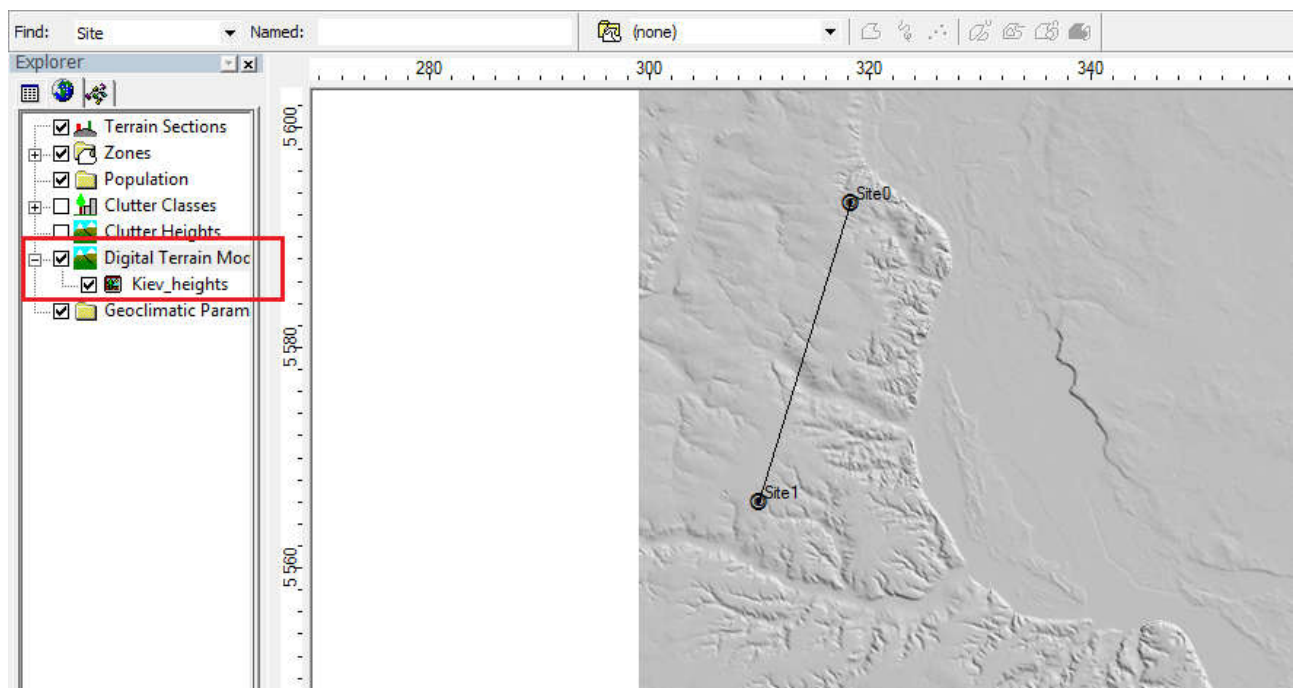 Find: Site Named: (none)
Explorer
280 300 320 340
Terrain Sections
Zones
Population
Clutter Classes
Clutter Heights
Digital Terrain Moc
Kiev_heights
Geoclimatic Param
5 600
5 580
5 560
Site0
Site1